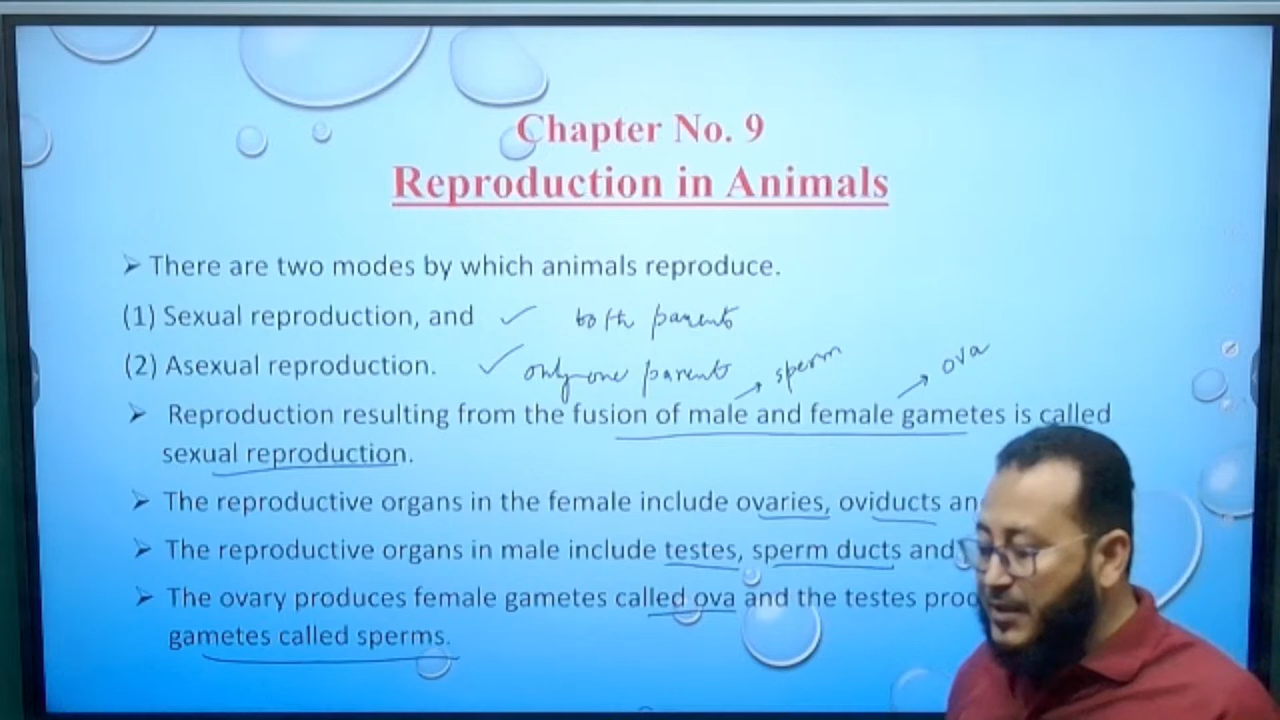 Chapter No. 9
Reproduction in Animals
➢ There are two modes by which animals reproduce.
(1) Sexual reproduction, and ✓ both parents
(2) Asexual reproduction. ✓ only one parents → sperm → ova
➢ Reproduction resulting from the fusion of male and female gametes is called
sexual reproduction.
➢ The reproductive organs in the female include ovaries, oviducts
➢ The reproductive organs in male include testes, sperm ducts and
➢ The ovary produces female gametes called ova and the testes
gametes called sperms.